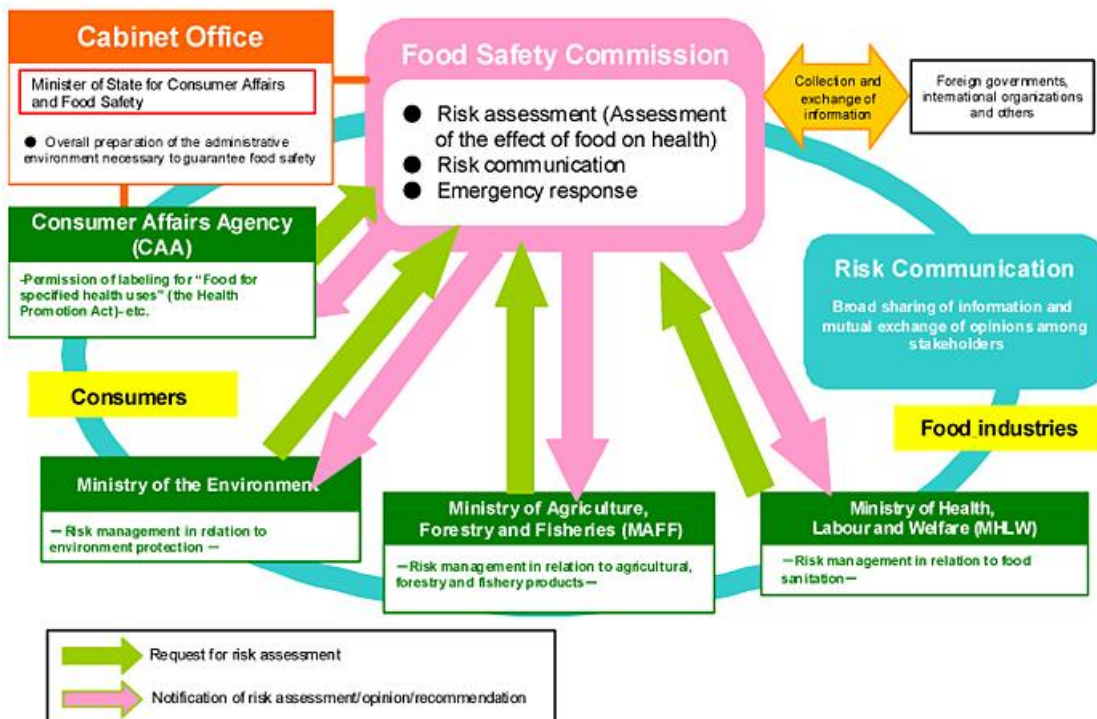 Cabinet Office
Minister of State for Consumer Affairs
and Food Safety
● Overall preparation of the administrative
environment necessary to guarantee food safety
Food Safety Commission
● Risk assessment (Assessment
of the effect of food on health)
● Risk communication
● Emergency response
Collection and
exchange of
information
Foreign governments,
international organizations
and others
Consumer Affairs Agency
(CAA)
-Permission of labeling for “Food for
specified health uses” (the Health
Promotion Act)- etc.
Risk Communication
Broad sharing of information and
mutual exchange of opinions among
stakeholders
Consumers
Food industries
Ministry of the Environment
— Risk management in relation to
environment protection —
Ministry of Agriculture,
Forestry and Fisheries (MAFF)
—Risk management in relation to agricultural,
forestry and fishery products—
Ministry of Health,
Labour and Welfare (MHLW)
—Risk management in relation to food
sanitation—
Request for risk assessment
Notification of risk assessment/opinion/recommendation